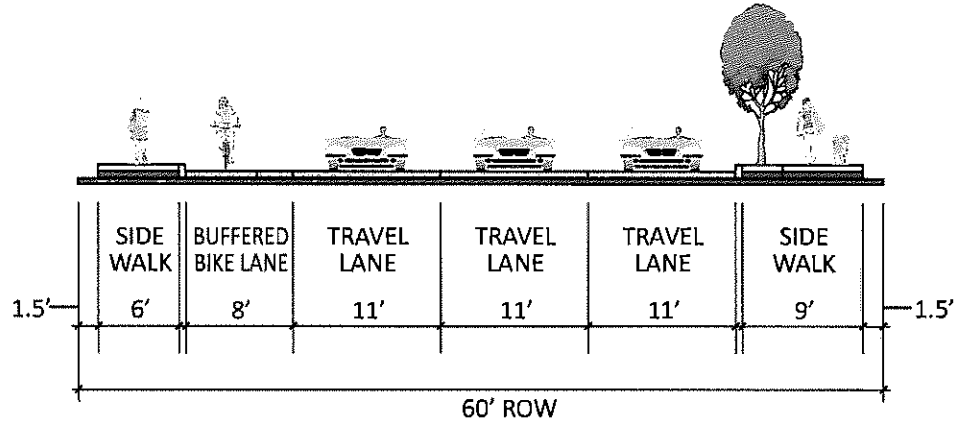 SIDE WALK
BUFFERED BIKE LANE
TRAVEL LANE
TRAVEL LANE
TRAVEL LANE
SIDE WALK
1.5’
6’
8’
11’
11’
11’
9’
1.5’
60’ ROW